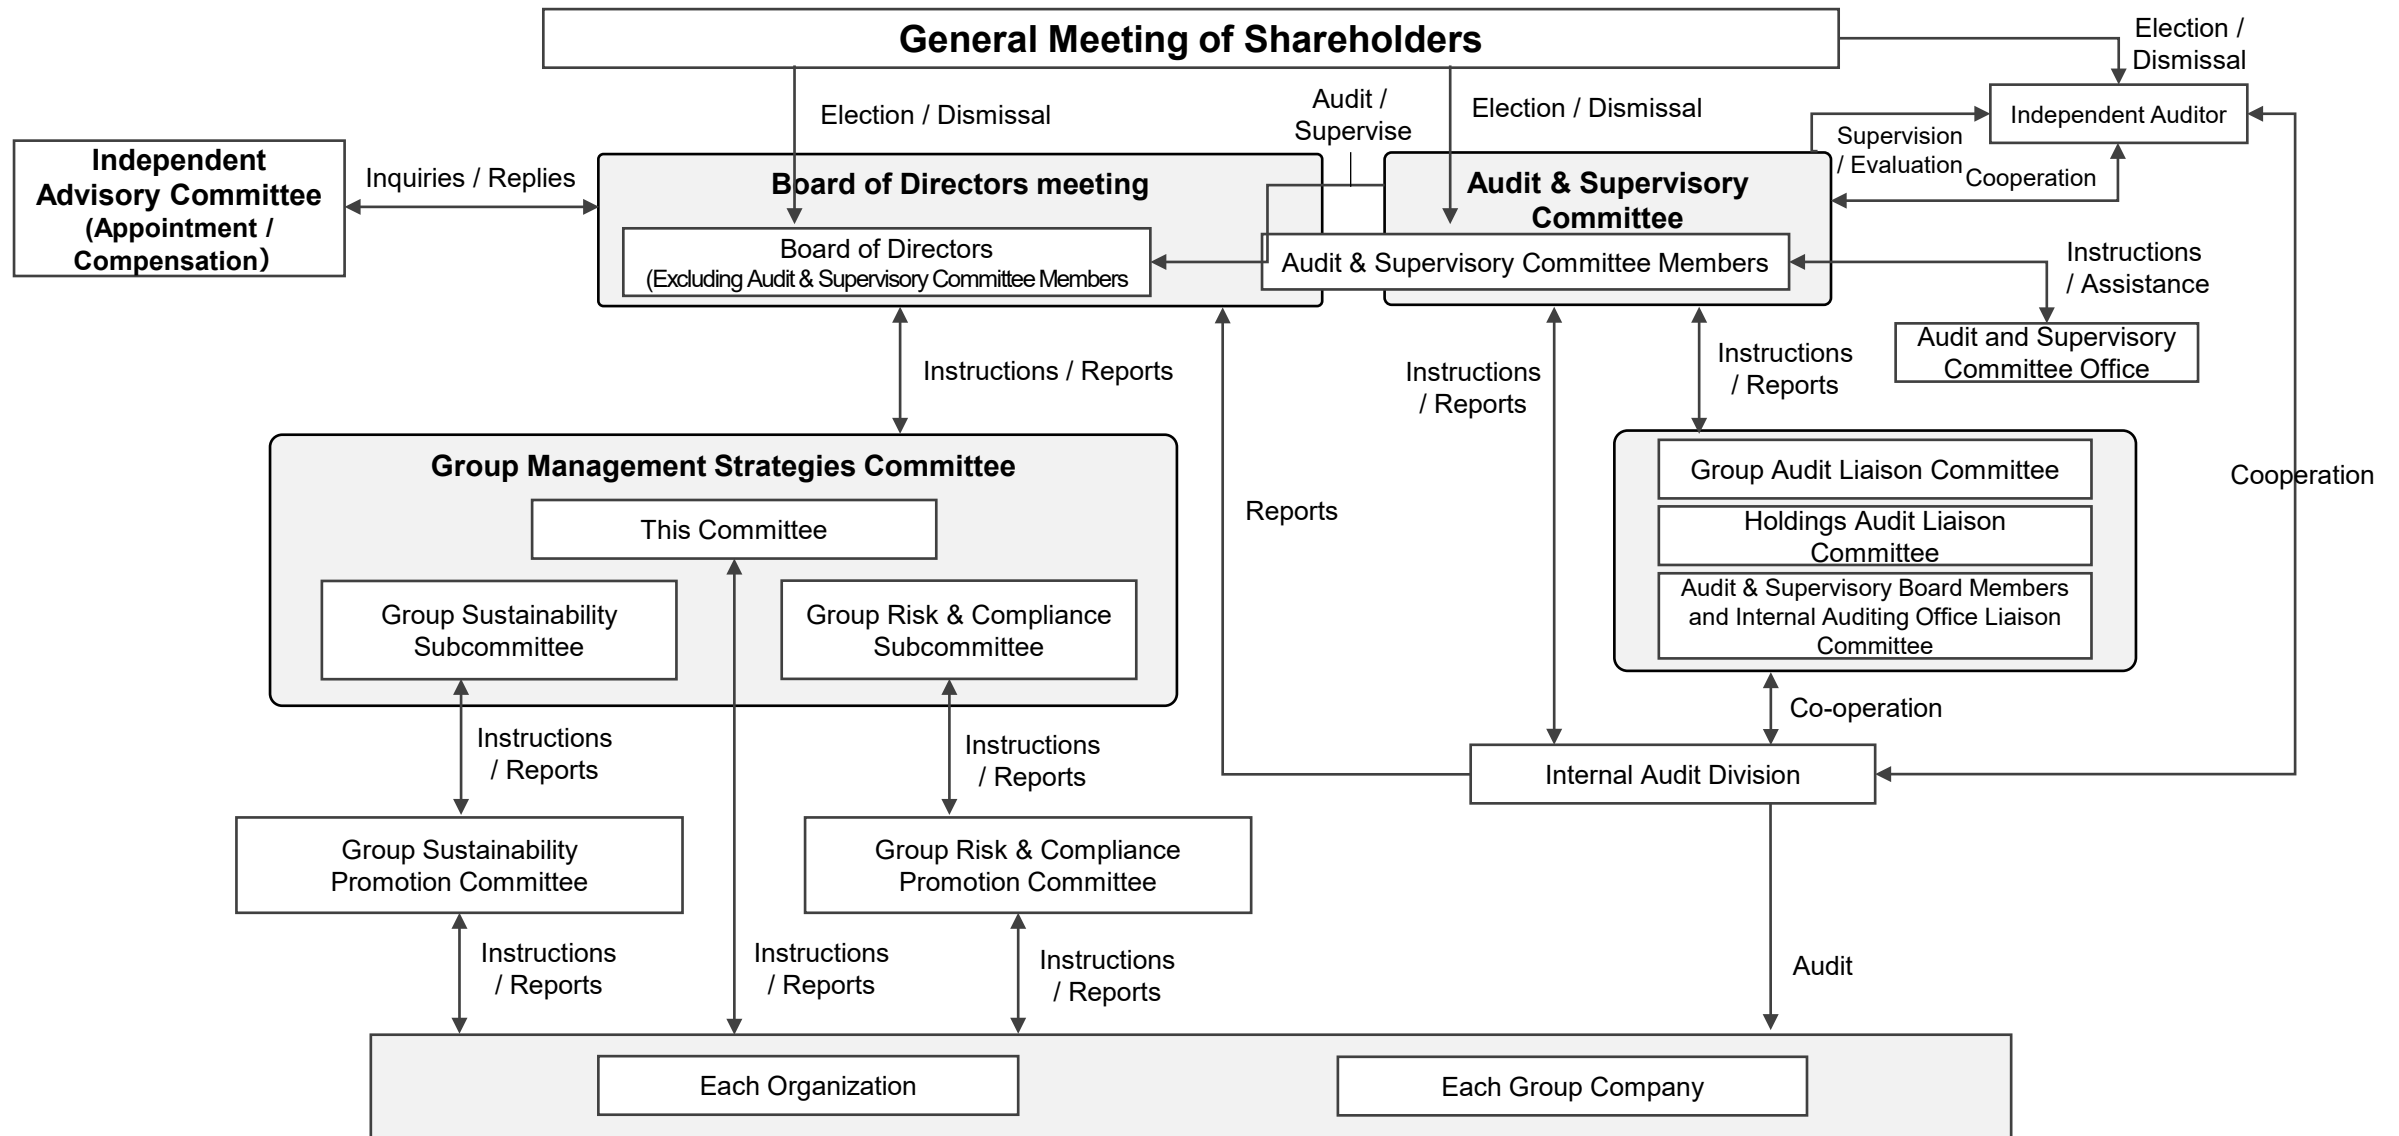 General Meeting of Shareholders
Election /
Dismissal
Independent Auditor
Election / Dismissal
Audit /
Supervise
Election / Dismissal
Supervision
/ Evaluation
Cooperation
Independent
Advisory Committee
(Appointment /
Compensation）
Inquiries / Replies
Board of Directors meeting
Board of Directors
(Excluding Audit & Supervisory Committee Members
Audit & Supervisory
Committee
Audit & Supervisory Committee Members
Instructions
/ Assistance
Audit and Supervisory
Committee Office
Instructions / Reports
Instructions
/ Reports
Instructions
/ Reports
Group Management Strategies Committee
This Committee
Group Sustainability
Subcommittee
Group Risk & Compliance
Subcommittee
Reports
Group Audit Liaison Committee
Holdings Audit Liaison
Committee
Audit & Supervisory Board Members
and Internal Auditing Office Liaison
Committee
Cooperation
Co-operation
Instructions
/ Reports
Instructions
/ Reports
Internal Audit Division
Group Sustainability
Promotion Committee
Group Risk & Compliance
Promotion Committee
Instructions
/ Reports
Instructions
/ Reports
Instructions
/ Reports
Audit
Each Organization
Each Group Company